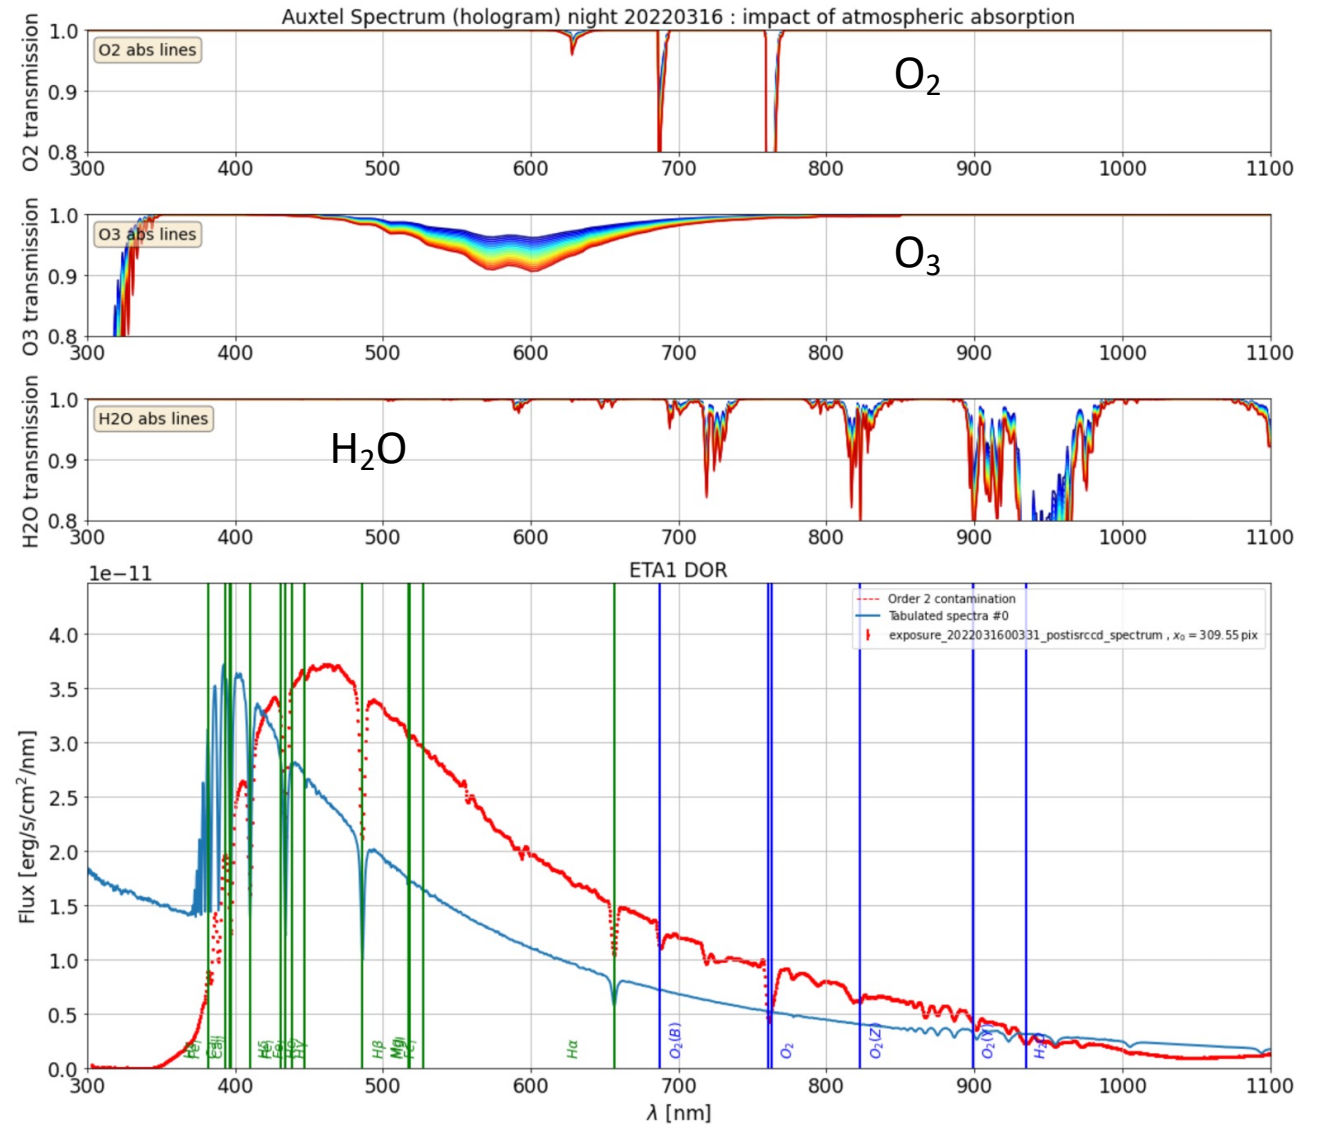 Auxtel Spectrum (hologram) night 20220316 : impact of atmospheric absorption
O2 transmission
1.0
0.9
0.8
O2 abs lines
O₂
300 400 500 600 700 800 900 1000 1100
O3 transmission
1.0
0.9
0.8
O3 abs lines
O₃
300 400 500 600 700 800 900 1000 1100
H2O transmission
1.0
0.9
0.8
H2O abs lines
H₂O
300 400 500 600 700 800 900 1000 1100
1e−11
ETA1 DOR
Flux [erg/s/cm²/nm]
4.0
3.5
3.0
2.5
2.0
1.5
1.0
0.5
0.0
Order 2 contamination
Tabulated spectra #0
exposure_2022031600331_postisrccd_spectrum , x₀ = 309.55 pix
Hβ
Hα
O₂(B)
O₂
O₂(Z)
O₂(Y)
300 400 500 600 700 800 900 1000 1100
λ [nm]